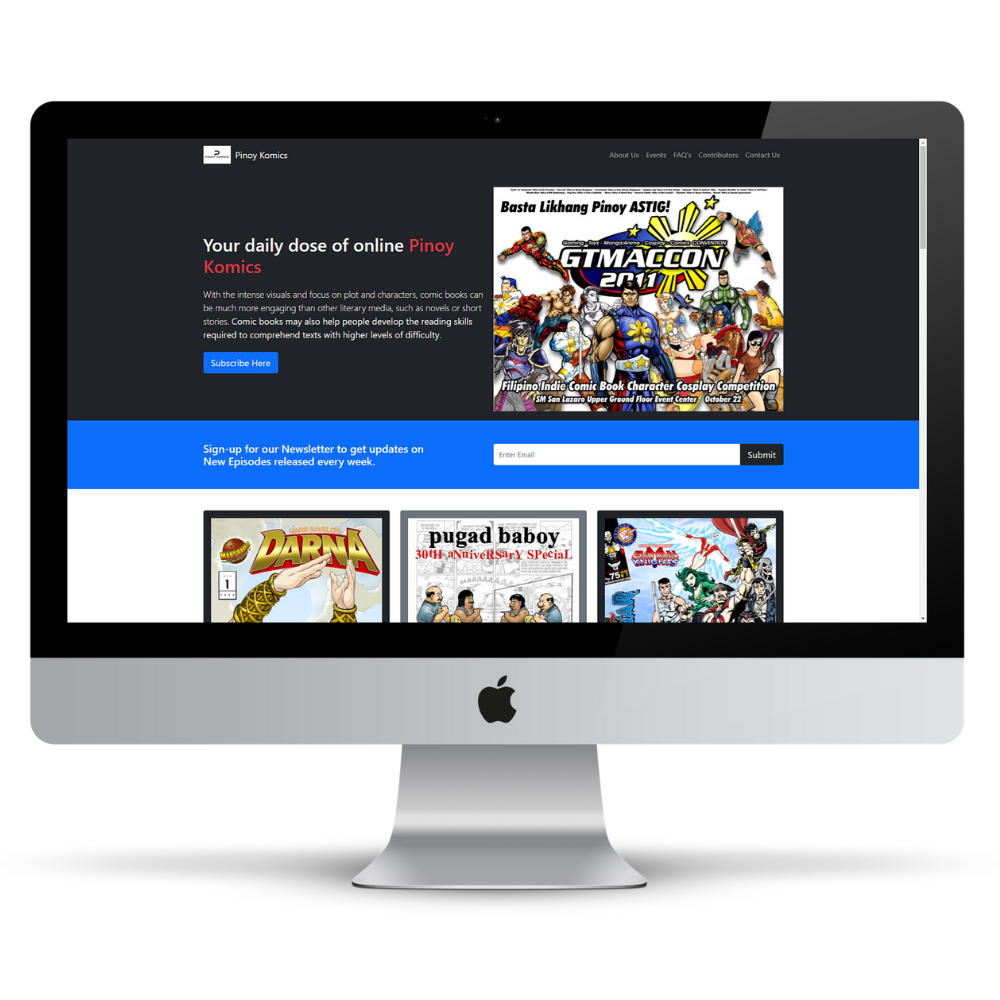 PINOY KOMICS
Pinoy Komics
About Us Events FAQ's Contributors Contact Us
Your daily dose of online Pinoy
Komics
With the intense visuals and focus on plot and characters, comic books can
be much more engaging than other literary media, such as novels or short
stories. Comic books may also help people develop the reading skills
required to comprehend texts with higher levels of difficulty.
Subscribe Here
Basta Likhang Pinoy ASTIG!
Gaming - Toys - Manga/Anime - Cosplay - Comics CONVENTION
GTMACCON
2011
Filipino Indie Comic Book Character Cosplay Competition
SM San Lazaro Upper Ground Floor Event Center October 22
Sign-up for our Newsletter to get updates on
New Episodes released every week.
Enter Email
Submit
MARS RAVELO'S
DARNA
1
pugad baboy
30tH aNniveRSarY SPeciaL
75